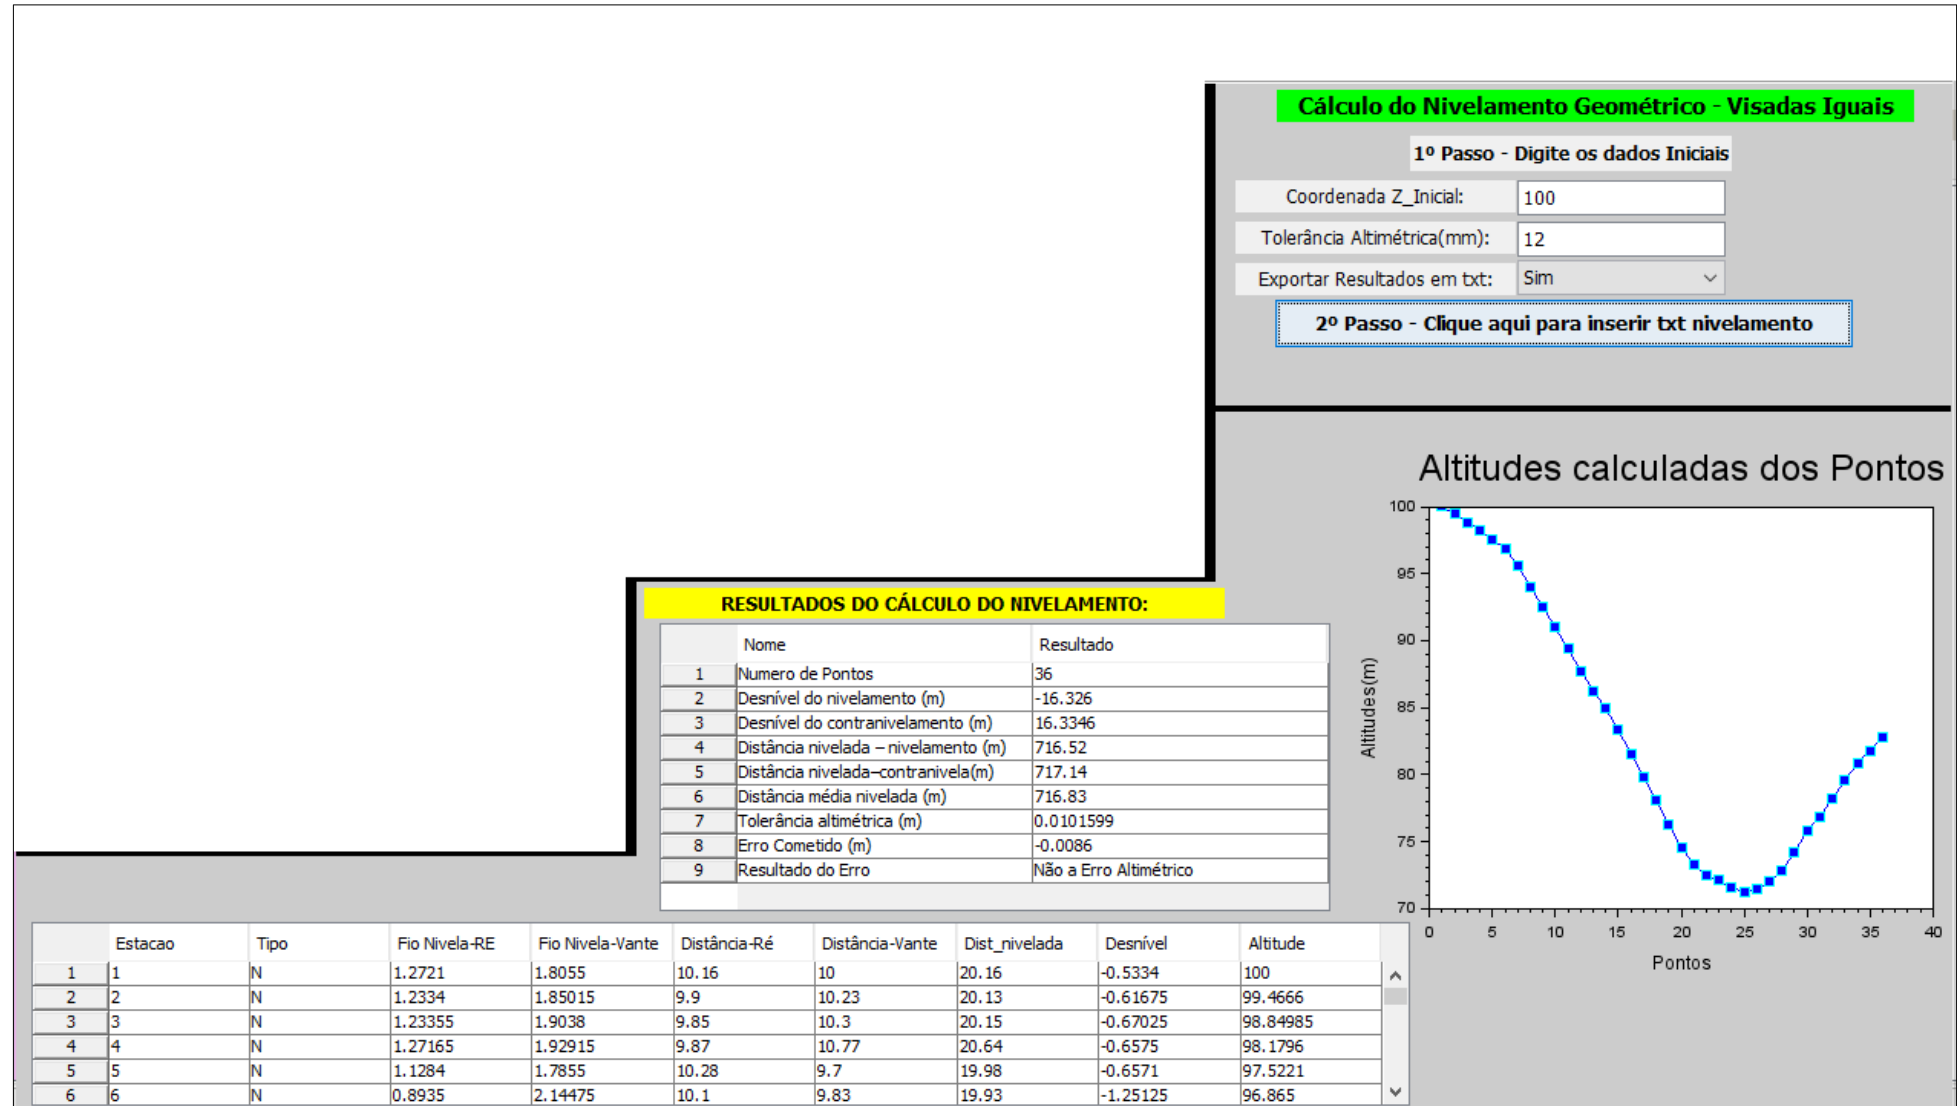 Cálculo do Nivelamento Geométrico - Visadas Iguais
1º Passo - Digite os dados Iniciais
Coordenada Z_Inicial: 100
Tolerância Altimétrica(mm): 12
Exportar Resultados em txt: Sim
2º Passo - Clique aqui para inserir txt nivelamento
Altitudes calculadas dos Pontos
100
95
90
85
80
75
70
Altitudes(m)
0 5 10 15 20 25 30 35 40
Pontos
RESULTADOS DO CÁLCULO DO NIVELAMENTO:
Nome Resultado
1 Numero de Pontos 36
2 Desnível do nivelamento (m) -16.326
3 Desnível do contranivelamento (m) 16.3346
4 Distância nivelada – nivelamento (m) 716.52
5 Distância nivelada–contranivela(m) 717.14
6 Distância média nivelada (m) 716.83
7 Tolerância altimétrica (m) 0.0101599
8 Erro Cometido (m) -0.0086
9 Resultado do Erro Não a Erro Altimétrico
Estacao Tipo Fio Nivela-RE Fio Nivela-Vante Distância-Ré Distância-Vante Dist_nivelada Desnível Altitude
1 1 N 1.2721 1.8055 10.16 10 20.16 -0.5334 100
2 2 N 1.2334 1.85015 9.9 10.23 20.13 -0.61675 99.4666
3 3 N 1.23355 1.9038 9.85 10.3 20.15 -0.67025 98.84985
4 4 N 1.27165 1.92915 9.87 10.77 20.64 -0.6575 98.1796
5 5 N 1.1284 1.7855 10.28 9.7 19.98 -0.6571 97.5221
6 6 N 0.8935 2.14475 10.1 9.83 19.93 -1.25125 96.865